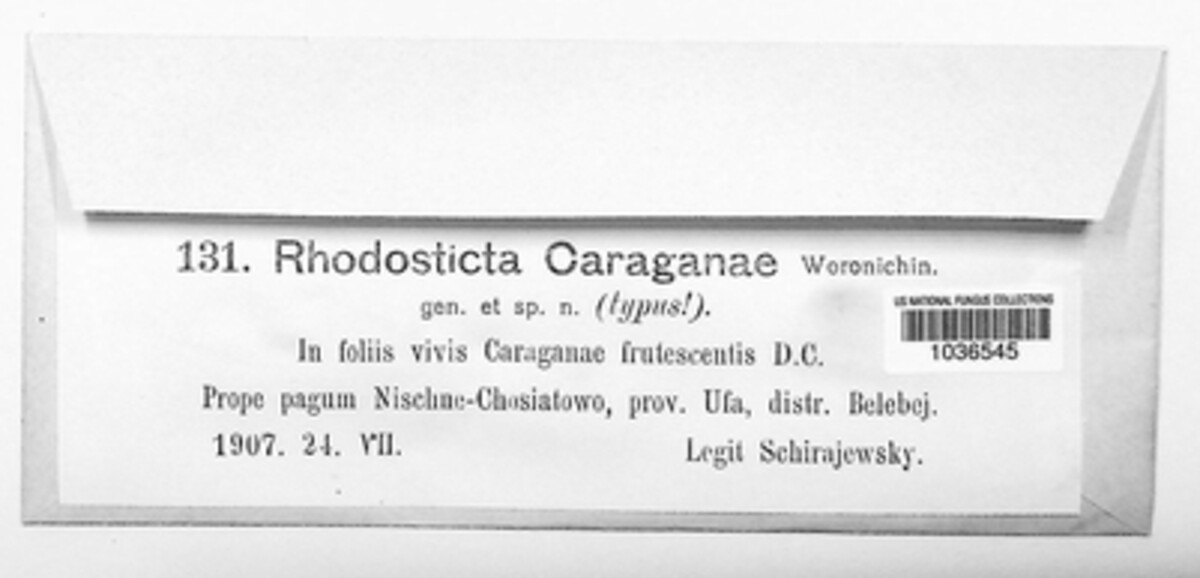 131. Rhodosticta Caraganae Woronichin.
gen. et sp. n. (typus!).
In foliis vivis Caraganae frutescentis D.C.
Prope pagum Nischne-Chosiatowo, prov. Ufa, distr. Belebej.
1907. 24. VII. Legit Schirajewsky.
US NATIONAL FUNGUS COLLECTIONS
1036545